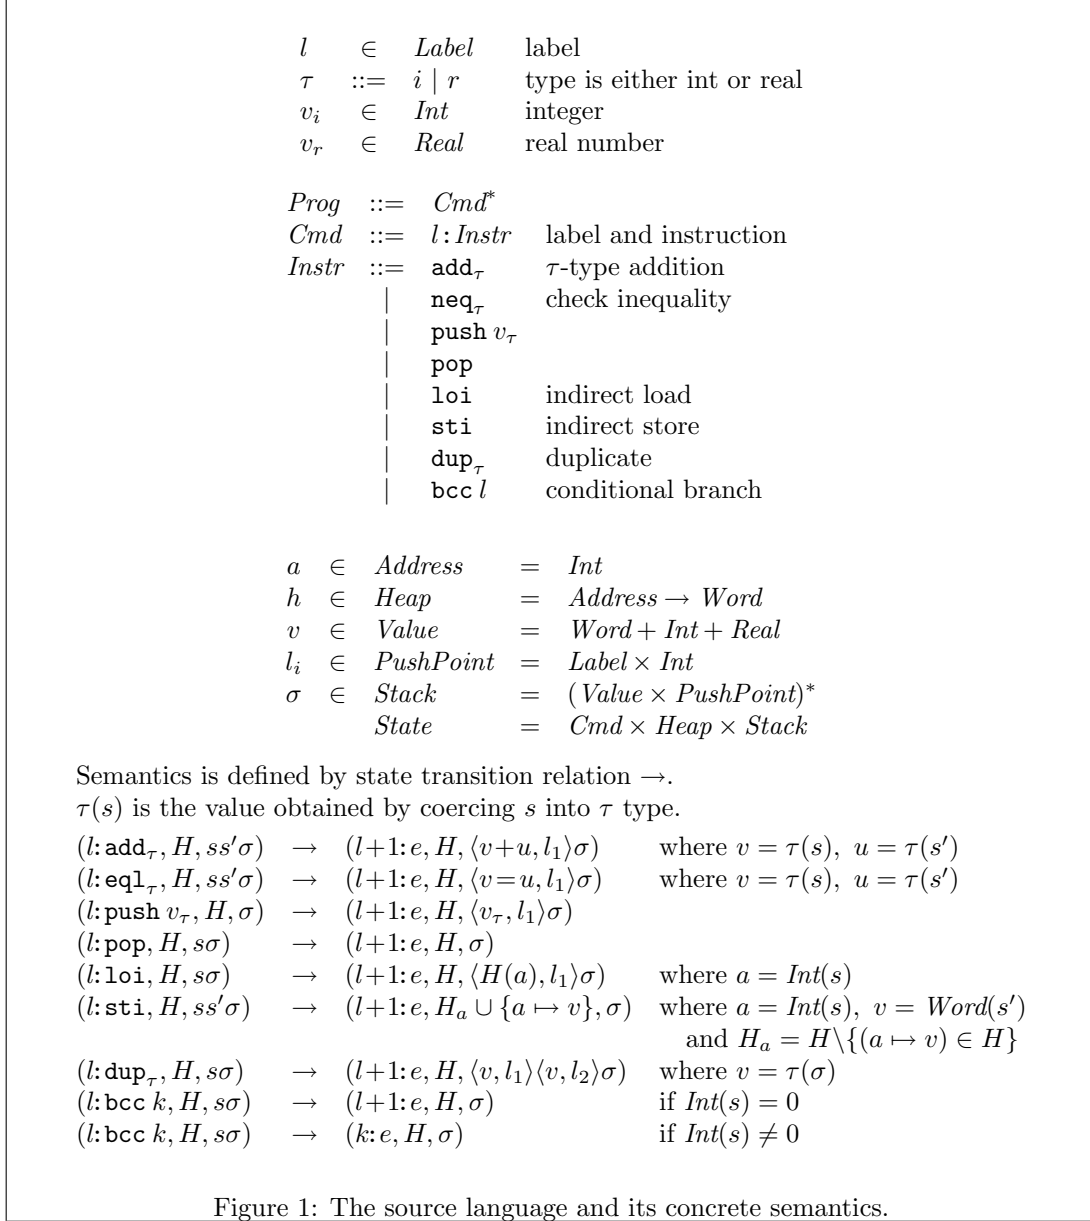 l ∈ Label label
τ ::= i | r type is either int or real
v_i ∈ Int integer
v_r ∈ Real real number
Prog ::= Cmd*
Cmd ::= l:Instr label and instruction
Instr ::= add_τ τ-type addition
| neq_τ check inequality
| push v_τ
| pop
| loi indirect load
| sti indirect store
| dup_τ duplicate
| bcc l conditional branch
a ∈ Address = Int
h ∈ Heap = Address → Word
v ∈ Value = Word + Int + Real
l_i ∈ PushPoint = Label × Int
σ ∈ Stack = (Value × PushPoint)*
State = Cmd × Heap × Stack
Semantics is defined by state transition relation →.
τ(s) is the value obtained by coercing s into τ type.
(l:add_τ, H, ss′σ) → (l+1:e, H, ⟨v+u, l_1⟩σ) where v = τ(s), u = τ(s′)
(l:eql_τ, H, ss′σ) → (l+1:e, H, ⟨v=u, l_1⟩σ) where v = τ(s), u = τ(s′)
(l:push v_τ, H, σ) → (l+1:e, H, ⟨v_τ, l_1⟩σ)
(l:pop, H, sσ) → (l+1:e, H, σ)
(l:loi, H, sσ) → (l+1:e, H, ⟨H(a), l_1⟩σ) where a = Int(s)
(l:sti, H, ss′σ) → (l+1:e, H_a ∪ {a ↦ v}, σ) where a = Int(s), v = Word(s′)
and H_a = H\{(a ↦ v) ∈ H}
(l:dup_τ, H, sσ) → (l+1:e, H, ⟨v, l_1⟩⟨v, l_2⟩σ) where v = τ(σ)
(l:bcc k, H, sσ) → (l+1:e, H, σ) if Int(s) = 0
(l:bcc k, H, sσ) → (k:e, H, σ) if Int(s) ≠ 0
Figure 1: The source language and its concrete semantics.